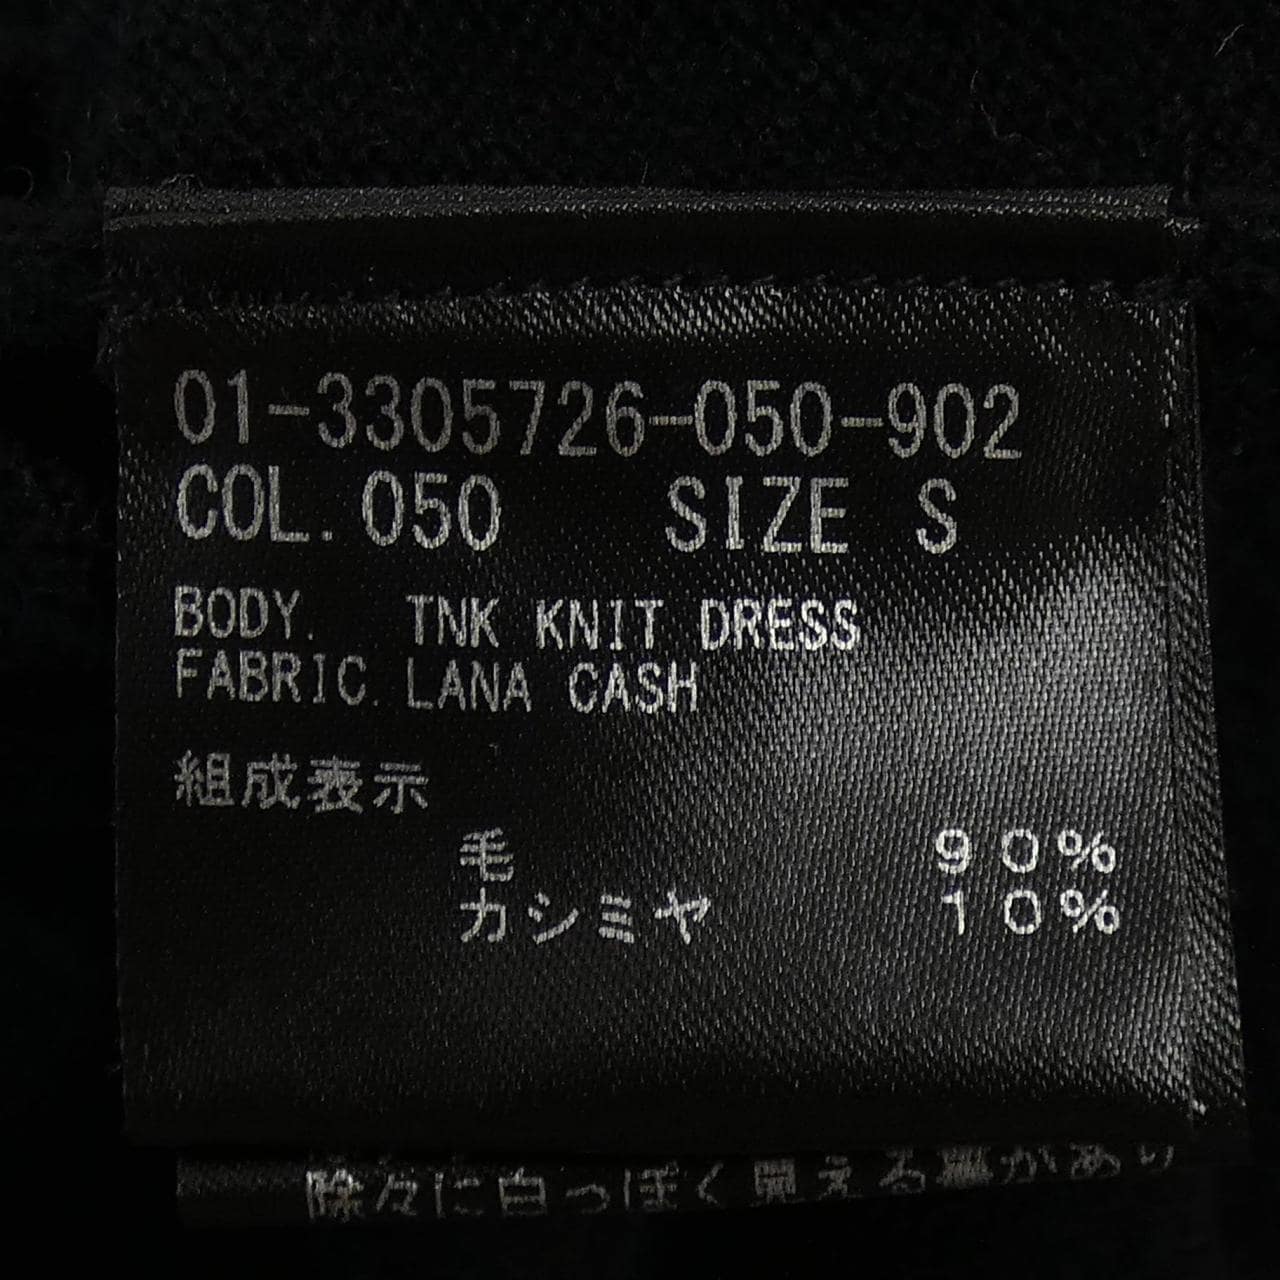 01-3305726-050-902
COL. 050 SIZE S
BODY. TNK KNIT DRESS
FABRIC. LANA CASH
組成表示
毛 90%
カシミヤ 10%
々に白っぽく見える事があり